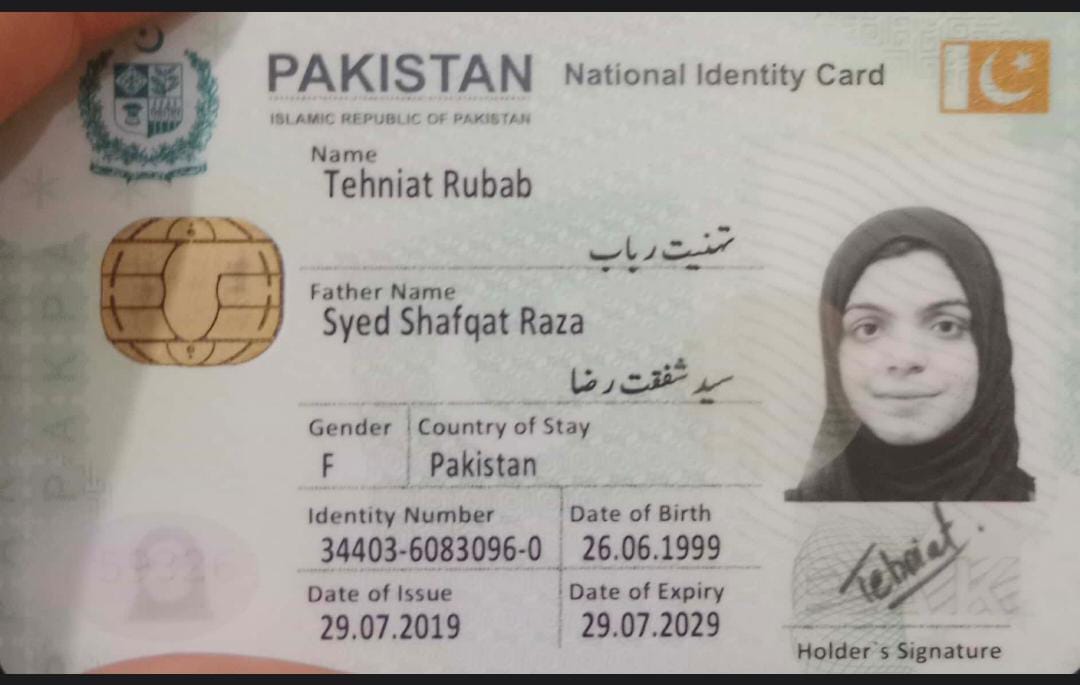 PAKISTAN National Identity Card
ISLAMIC REPUBLIC OF PAKISTAN
Name
Tehniat Rubab
تہنیت رباب
Father Name
Syed Shafqat Raza
سید شفقت رضا
Gender Country of Stay
F Pakistan
Identity Number Date of Birth
34403-6083096-0 26.06.1999
Date of Issue Date of Expiry
29.07.2019 29.07.2029
Tehniat.
Holder`s Signature